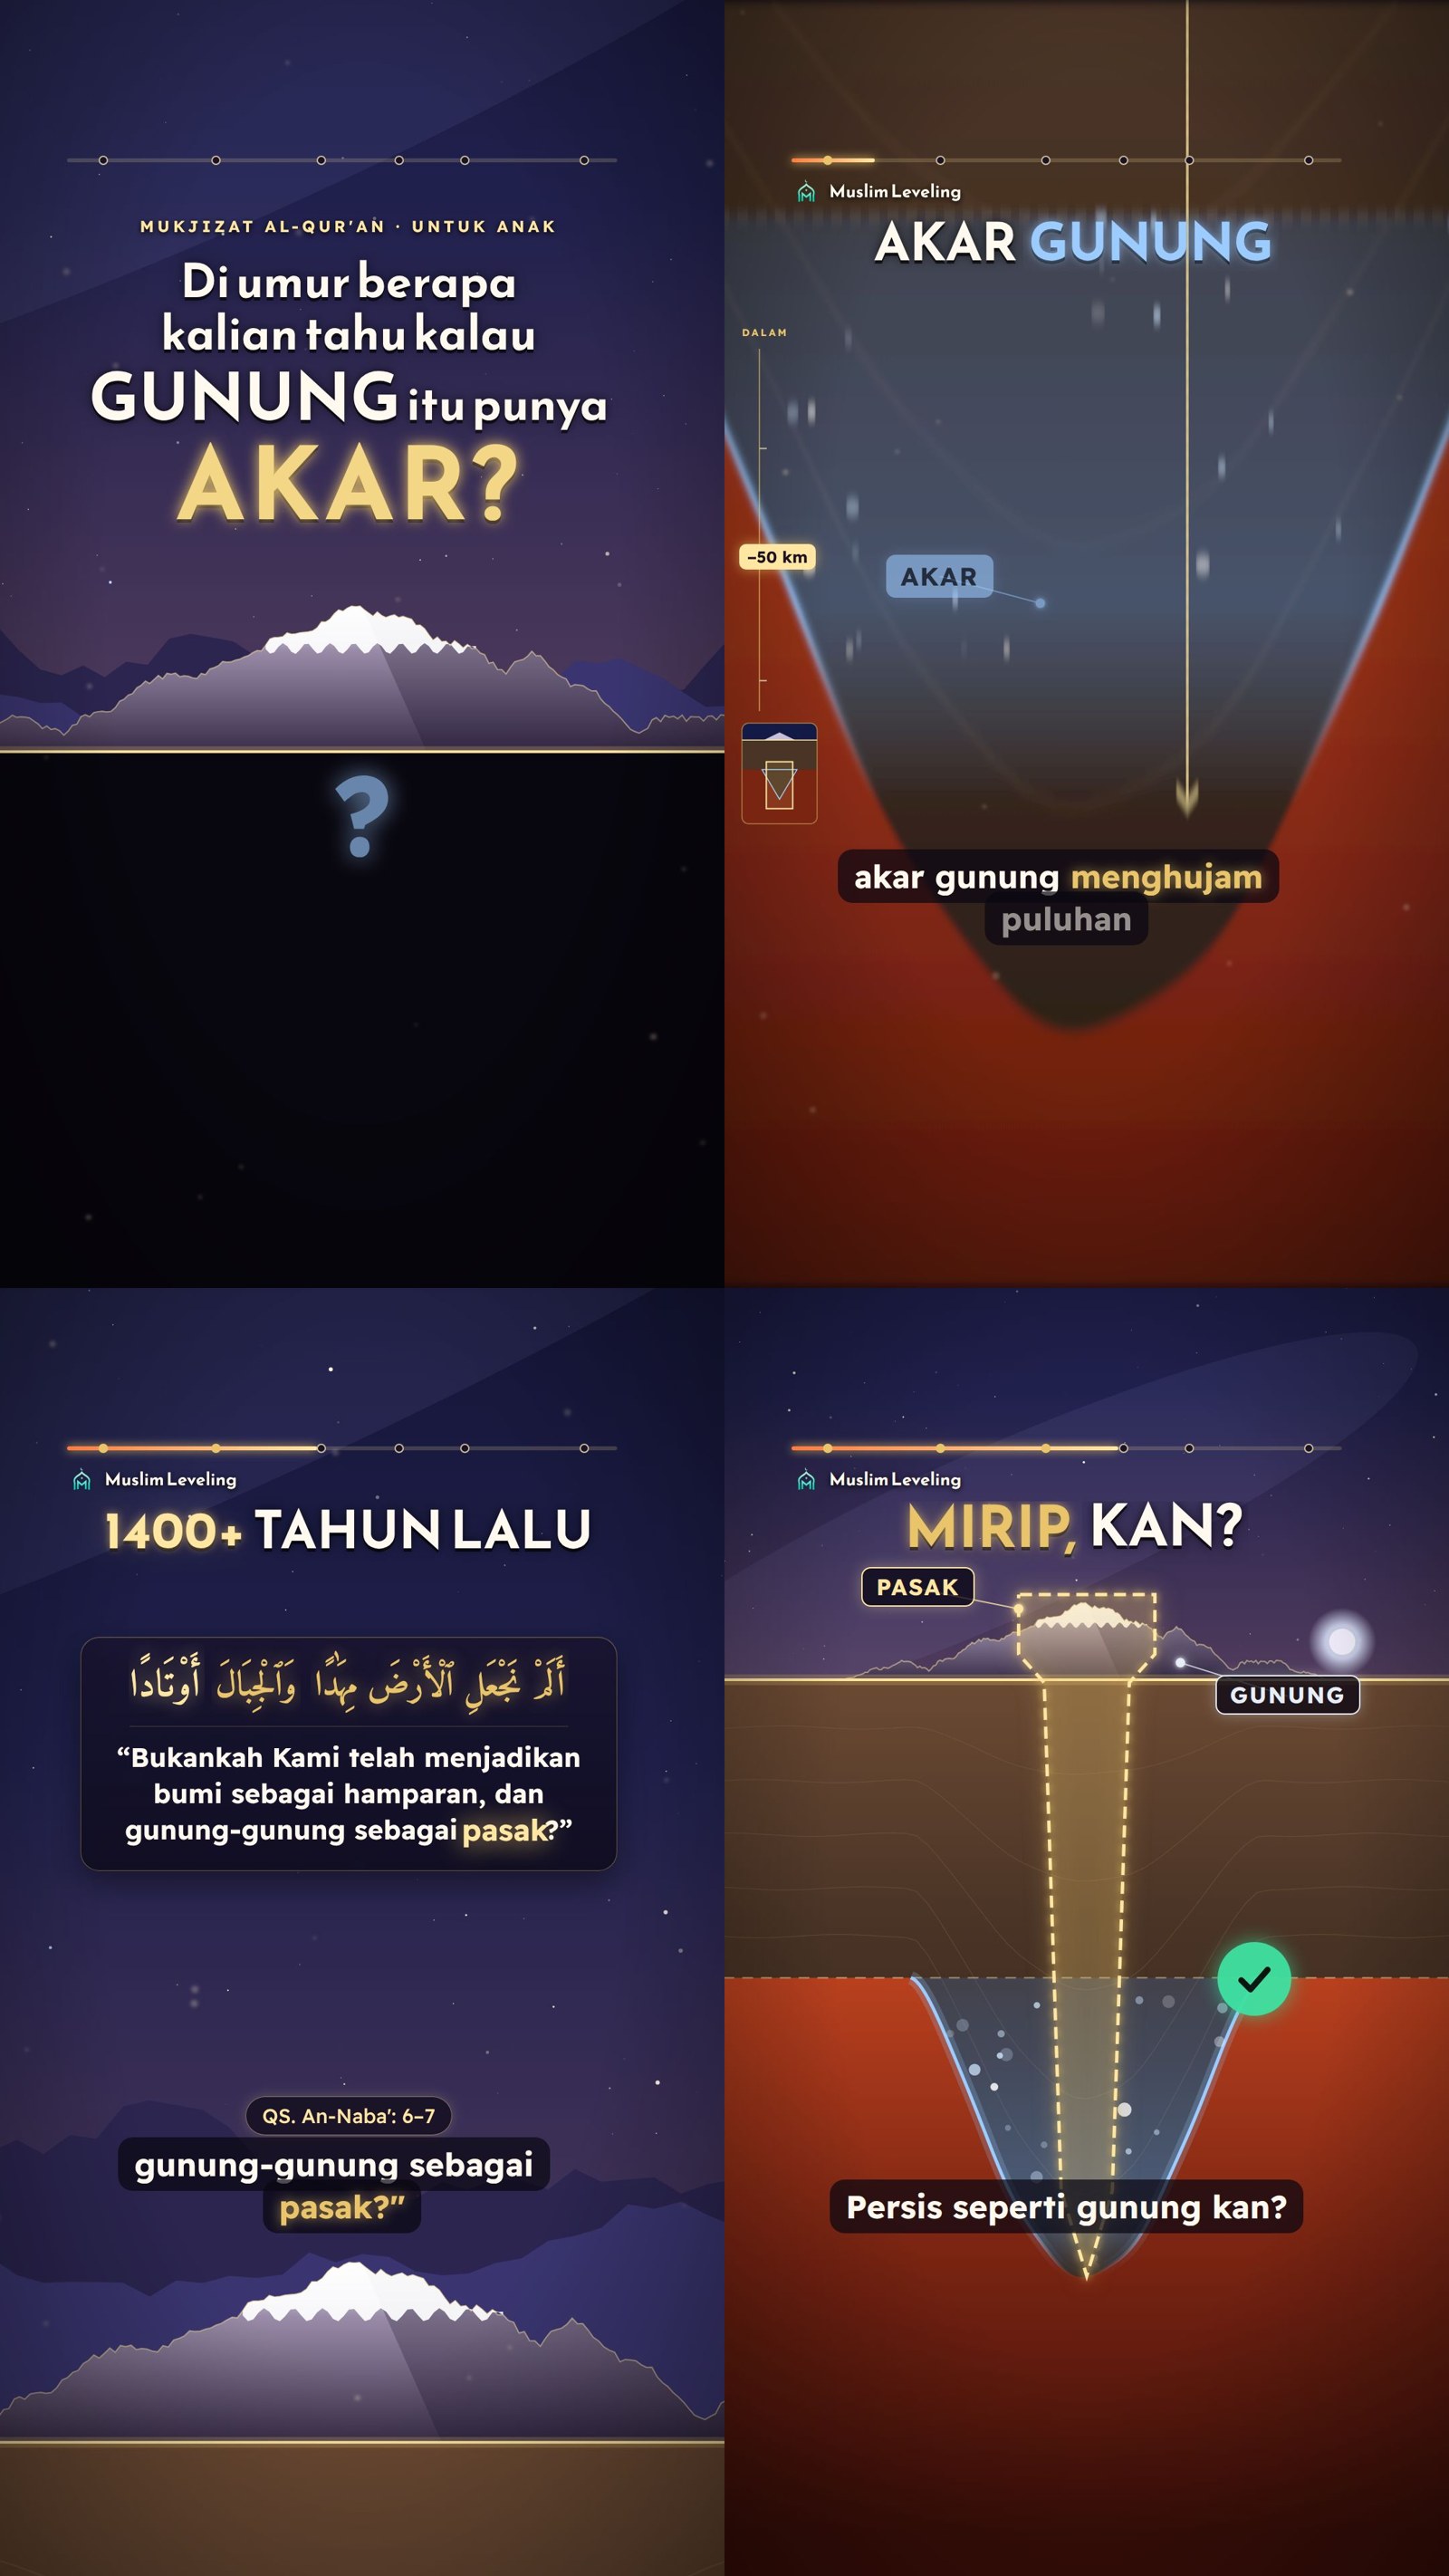 MUKJIZAT AL-QUR'AN · UNTUK ANAK
Di umur berapa
kalian tahu kalau
GUNUNG itu punya
AKAR?
?
Muslim Leveling
AKAR GUNUNG
DALAM
−50 km
AKAR
akar gunung menghujam
puluhan
Muslim Leveling
1400+ TAHUN LALU
أَلَمْ نَجْعَلِ ٱلْأَرْضَ مِهَٰدًا وَٱلْجِبَالَ أَوْتَادًا
“Bukankah Kami telah menjadikan
bumi sebagai hamparan, dan
gunung-gunung sebagai pasak?”
QS. An-Naba’: 6–7
gunung-gunung sebagai
pasak?”
Muslim Leveling
MIRIP, KAN?
PASAK
GUNUNG
Persis seperti gunung kan?